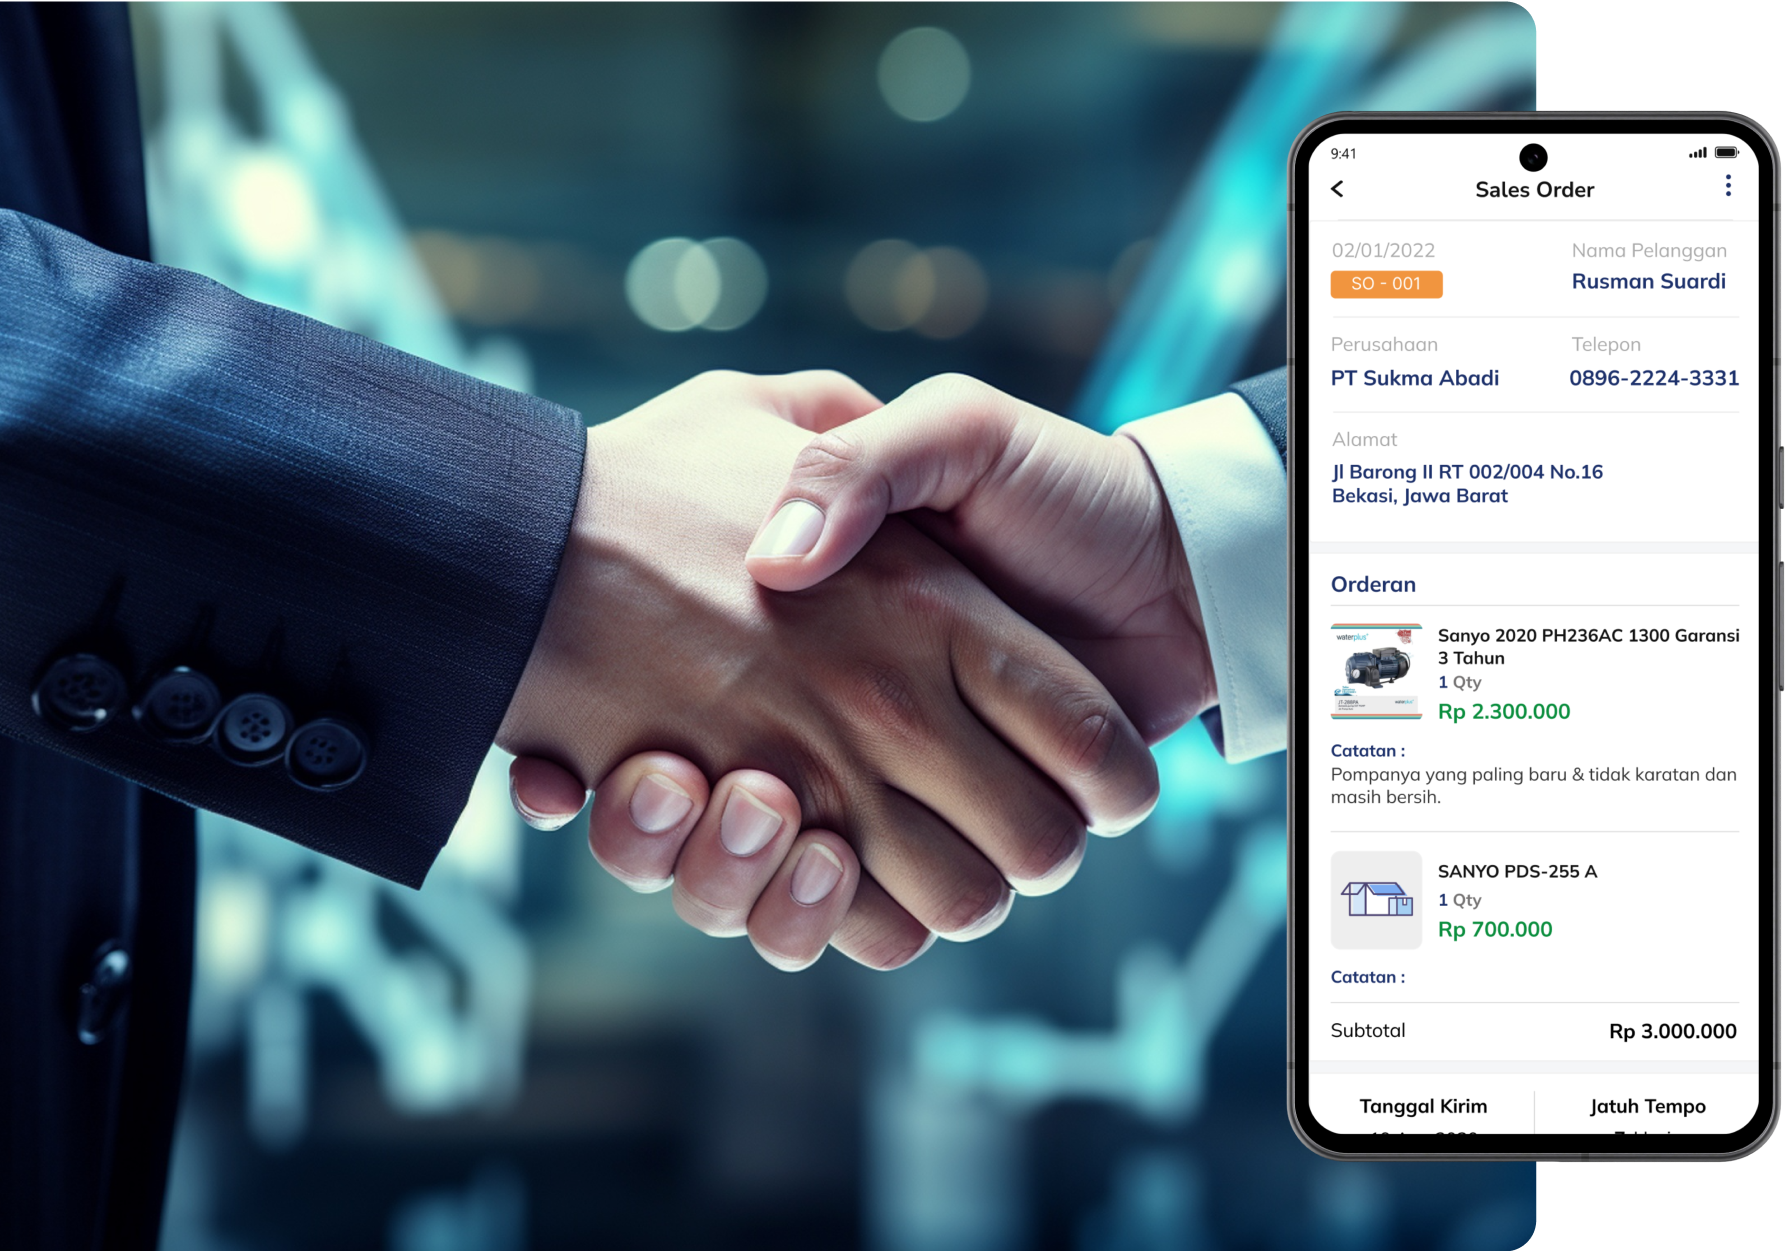 9:41
Sales Order
02/01/2022
Nama Pelanggan
SO - 001
Rusman Suardi
Perusahaan
Telepon
PT Sukma Abadi
0896-2224-3331
Alamat
Jl Barong II RT 002/004 No.16
Bekasi, Jawa Barat
Orderan
waterplus+
Sanyo 2020 PH236AC 1300 Garansi
3 Tahun
1 Qty
Rp 2.300.000
Catatan :
Pompanya yang paling baru & tidak karatan dan
masih bersih.
SANYO PDS-255 A
1 Qty
Rp 700.000
Catatan :
Subtotal
Rp 3.000.000
Tanggal Kirim
Jatuh Tempo